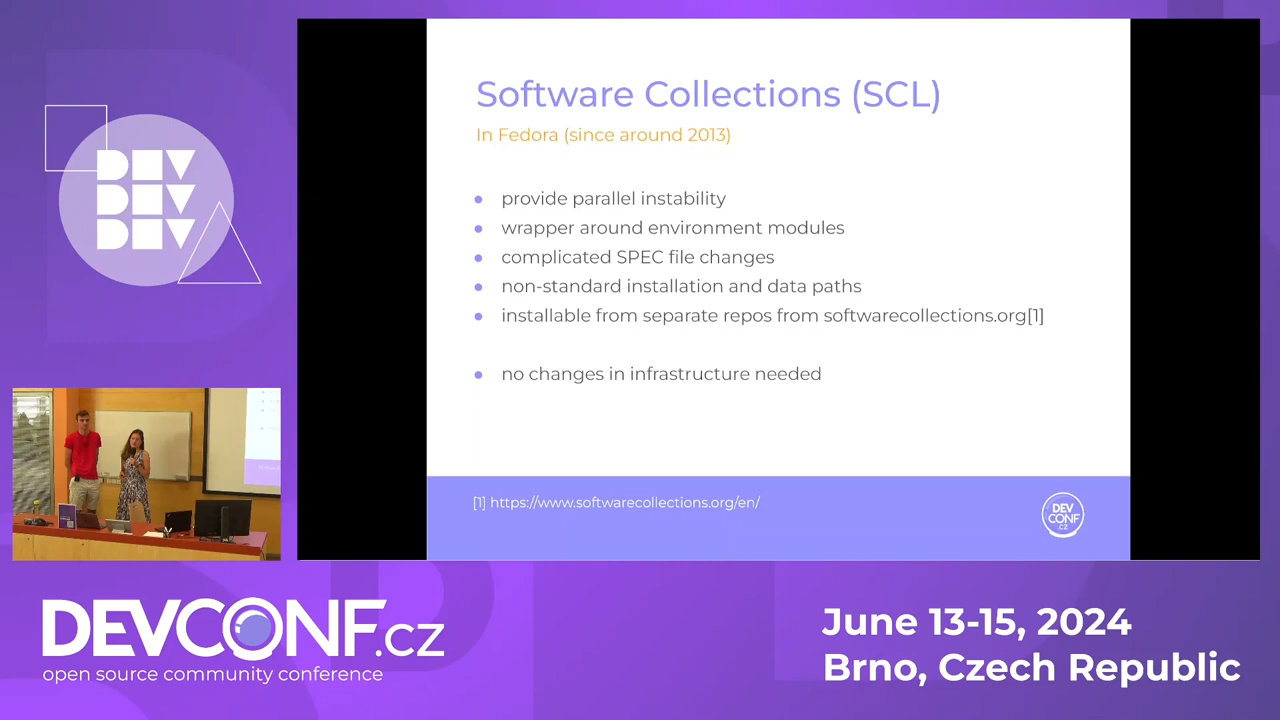 DEV
DEV
DEV
Software Collections (SCL)
In Fedora (since around 2013)
● provide parallel instability
● wrapper around environment modules
● complicated SPEC file changes
● non-standard installation and data paths
● installable from separate repos from softwarecollections.org[1]
● no changes in infrastructure needed
[1] https://www.softwarecollections.org/en/
DEV
CONF
.CZ
DEVCONF.cz
open source community conference
June 13-15, 2024
Brno, Czech Republic